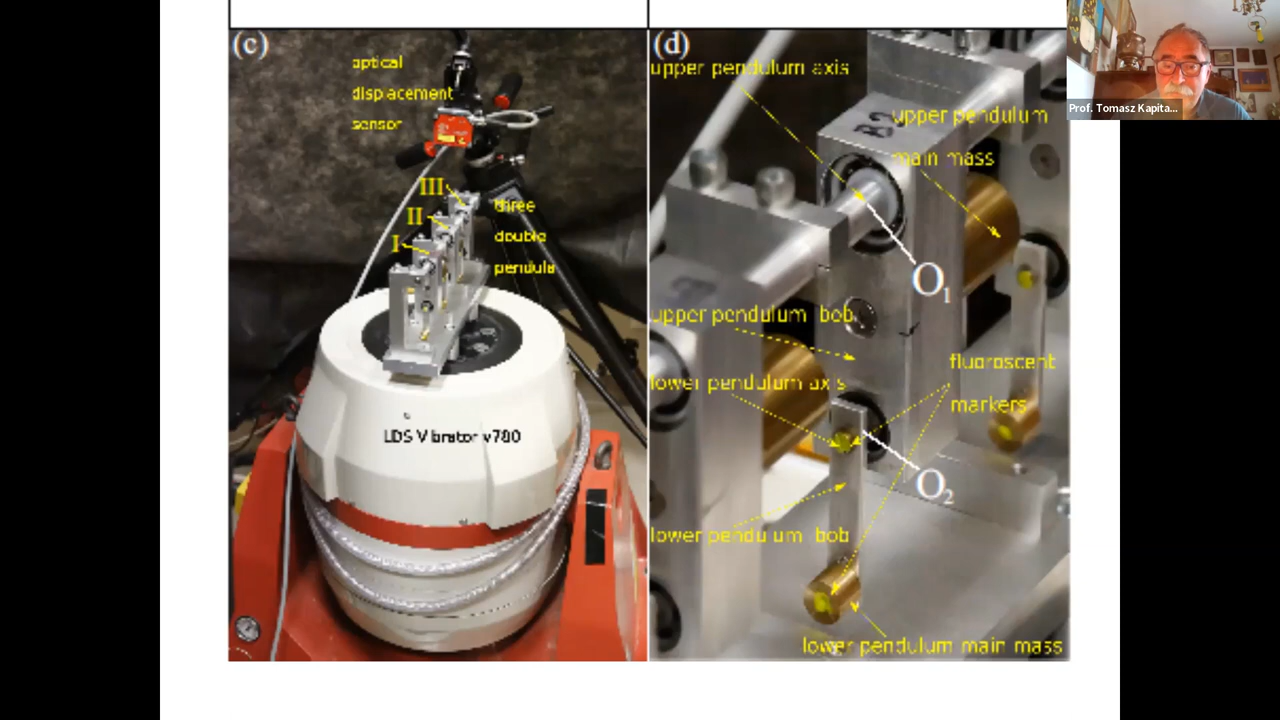 (c)
optical
displacement
sensor
III
II
I
three
double
pendula
LDS Vibrator v780
(d)
upper pendulum axis
upper pendulum
main mass
O1
upper pendulum bob
lower pendulum axis
fluoroscent
markers
O2
lower pendulum bob
lower pendulum main mass
Prof. Tomasz Kapita...